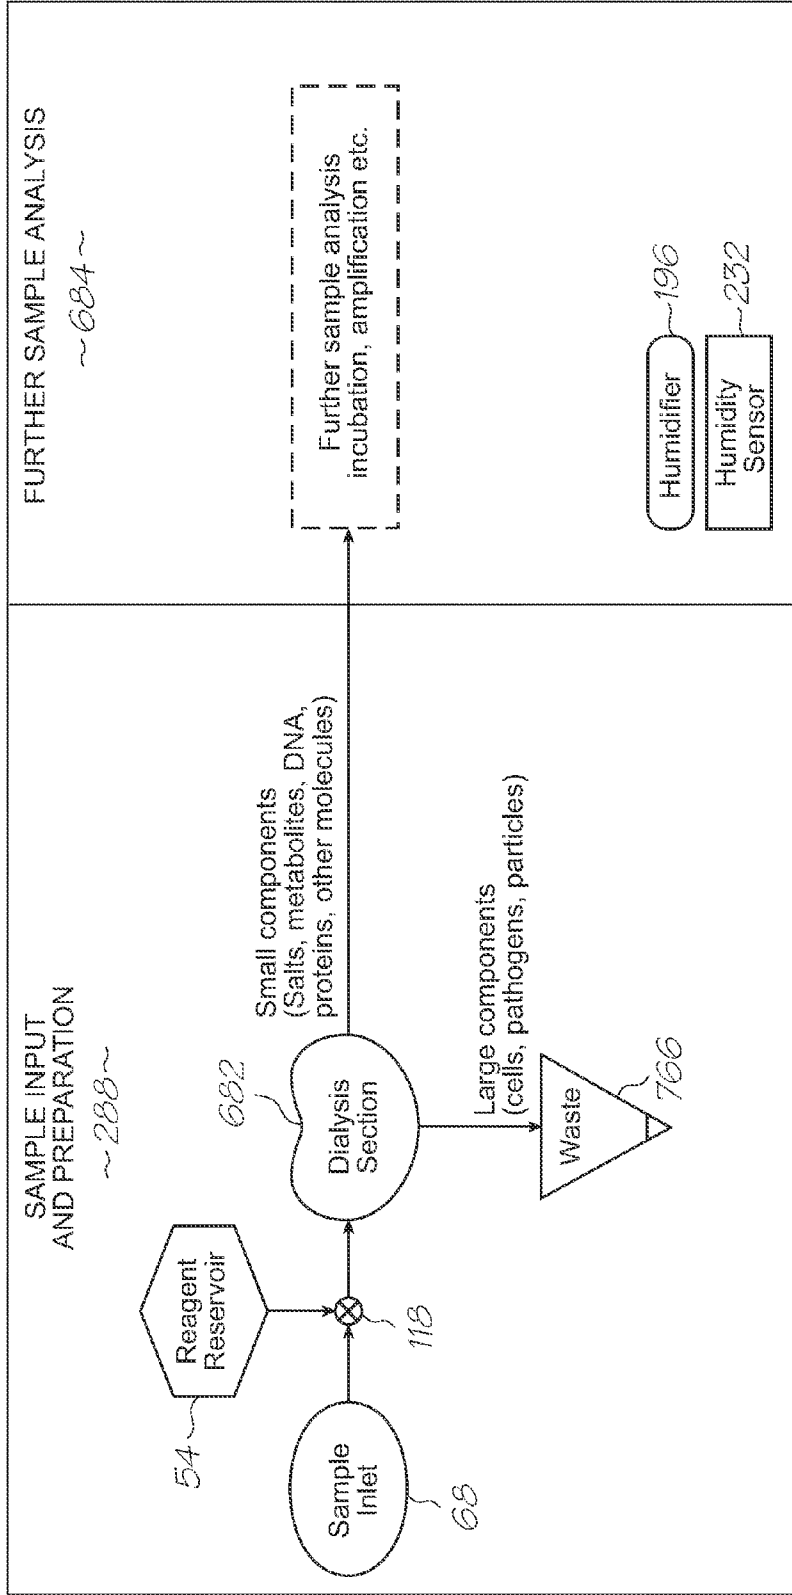 SAMPLE INPUT
AND PREPARATION
~288~
FURTHER SAMPLE ANALYSIS
~684~
Reagent
Reservoir
54
Sample
Inlet
68
118
Dialysis
Section
682
Small components
(Salts, metabolites, DNA,
proteins, other molecules)
Large components
(cells, pathogens, particles)
Waste
766
Further sample analysis
incubation, amplification etc.
Humidifier
196
Humidity
Sensor
232